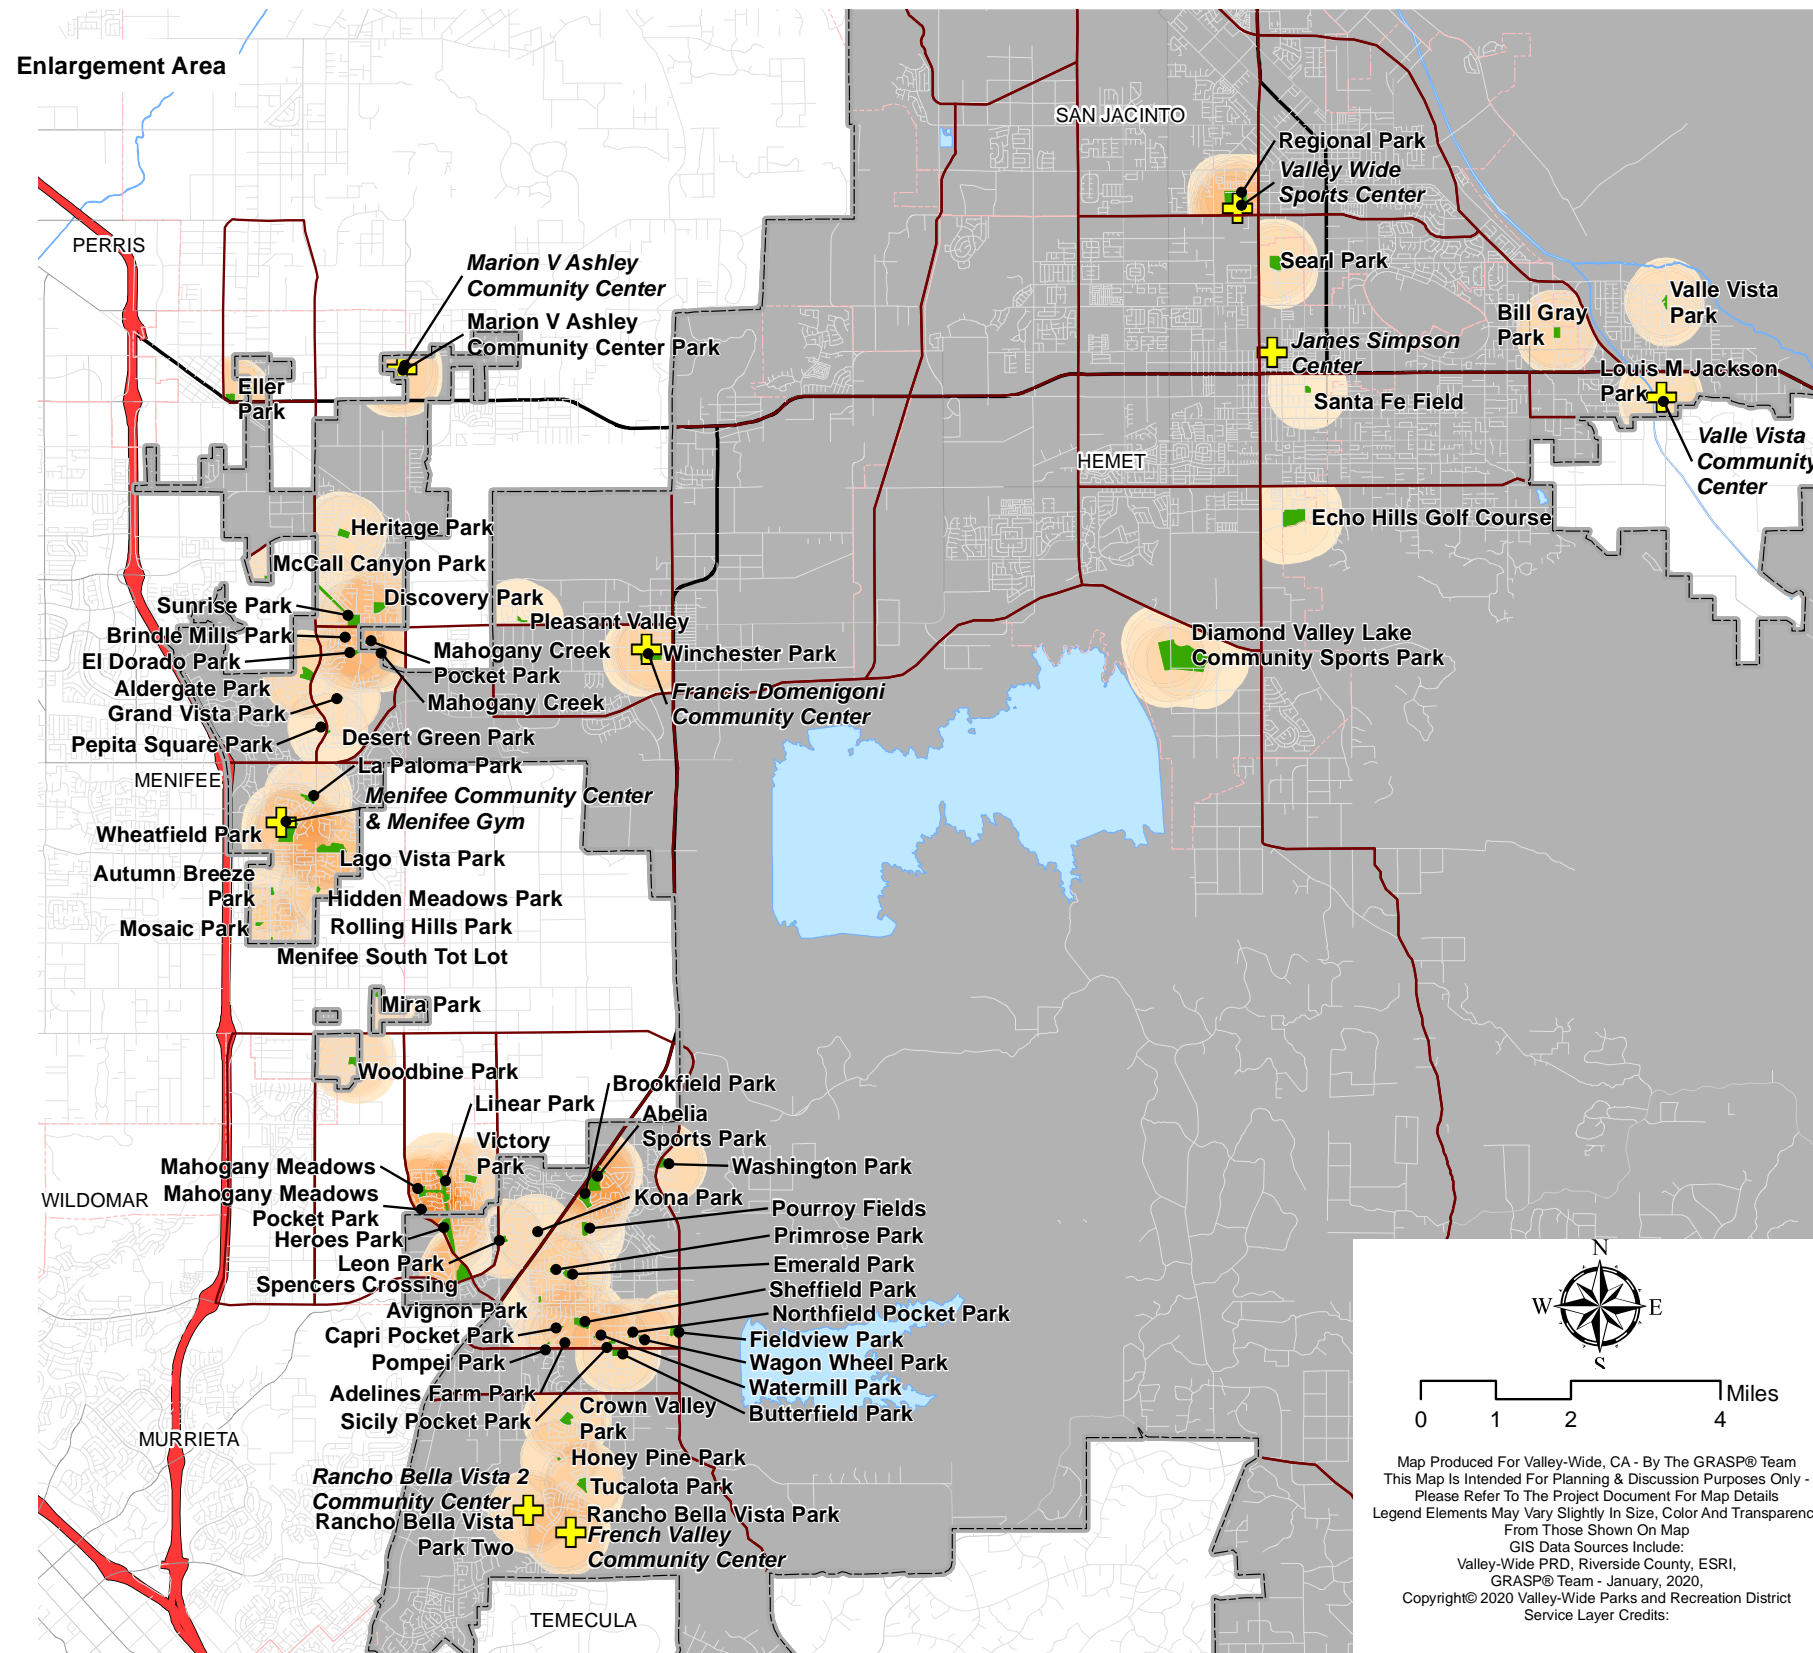 Enlargement Area
SAN JACINTO
Regional Park
Valley Wide
Sports Center
PERRIS
Marion V Ashley
Community Center
Searl Park
Valle Vista
Park
Bill Gray
Park
Marion V Ashley
Community Center Park
James Simpson
Center
Louis M Jackson
Park
Eller
Park
Santa Fe Field
Valle Vista
Community
Center
HEMET
Heritage Park
Echo Hills Golf Course
McCall Canyon Park
Discovery Park
Sunrise Park
Pleasant Valley
Brindle Mills Park
El Dorado Park
Mahogany Creek
Pocket Park
Winchester Park
Diamond Valley Lake
Community Sports Park
Aldergate Park
Mahogany Creek
Francis Domenigoni
Community Center
Grand Vista Park
Pepita Square Park
Desert Green Park
La Paloma Park
MENIFEE
Menifee Community Center
& Menifee Gym
Wheatfield Park
Lago Vista Park
Autumn Breeze
Park
Hidden Meadows Park
Mosaic Park
Rolling Hills Park
Menifee South Tot Lot
Mira Park
Woodbine Park
Brookfield Park
Linear Park
Abelia
Sports Park
Victory
Park
Mahogany Meadows
Washington Park
Mahogany Meadows
Pocket Park
WILDOMAR
Kona Park
Pourroy Fields
Heroes Park
Primrose Park
Leon Park
Emerald Park
Spencers Crossing
Sheffield Park
Avignon Park
Northfield Pocket Park
Capri Pocket Park
Fieldview Park
Pompei Park
Wagon Wheel Park
Adelines Farm Park
Watermill Park
Sicily Pocket Park
Crown Valley
Park
Butterfield Park
MURRIETA
Honey Pine Park
Rancho Bella Vista 2
Community Center
Tucalota Park
Rancho Bella Vista
Park Two
Rancho Bella Vista Park
French Valley
Community Center
TEMECULA
N
W
E
S
Miles
0 1 2 4
Map Produced For Valley-Wide, CA - By The GRASP® Team
This Map Is Intended For Planning & Discussion Purposes Only -
Please Refer To The Project Document For Map Details
Legend Elements May Vary Slightly In Size, Color And Transparenc
From Those Shown On Map
GIS Data Sources Include:
Valley-Wide PRD, Riverside County, ESRI,
GRASP® Team - January, 2020,
Copyright© 2020 Valley-Wide Parks and Recreation District
Service Layer Credits: